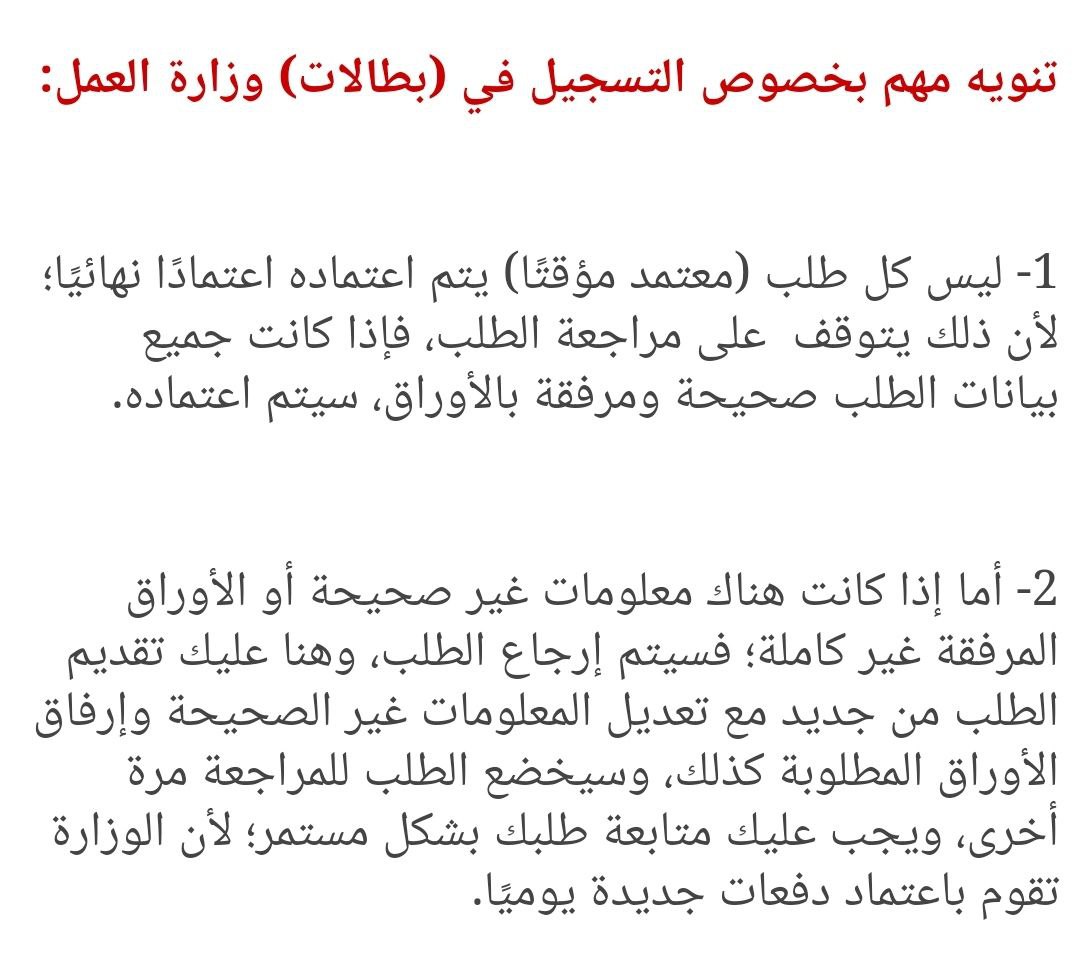 تنويه مهم بخصوص التسجيل في (بطالات) وزارة العمل:
1- ليس كل طلب (معتمد مؤقتًا) يتم اعتماده اعتمادًا نهائيًا؛
لأن ذلك يتوقف على مراجعة الطلب، فإذا كانت جميع
بيانات الطلب صحيحة ومرفقة بالأوراق، سيتم اعتماده.
2- أما إذا كانت هناك معلومات غير صحيحة أو الأوراق
المرفقة غير كاملة؛ فسيتم إرجاع الطلب، وهنا عليك تقديم
الطلب من جديد مع تعديل المعلومات غير الصحيحة وإرفاق
الأوراق المطلوبة كذلك، وسيخضع الطلب للمراجعة مرة
أخرى، ويجب عليك متابعة طلبك بشكل مستمر؛ لأن الوزارة
تقوم باعتماد دفعات جديدة يوميًا.